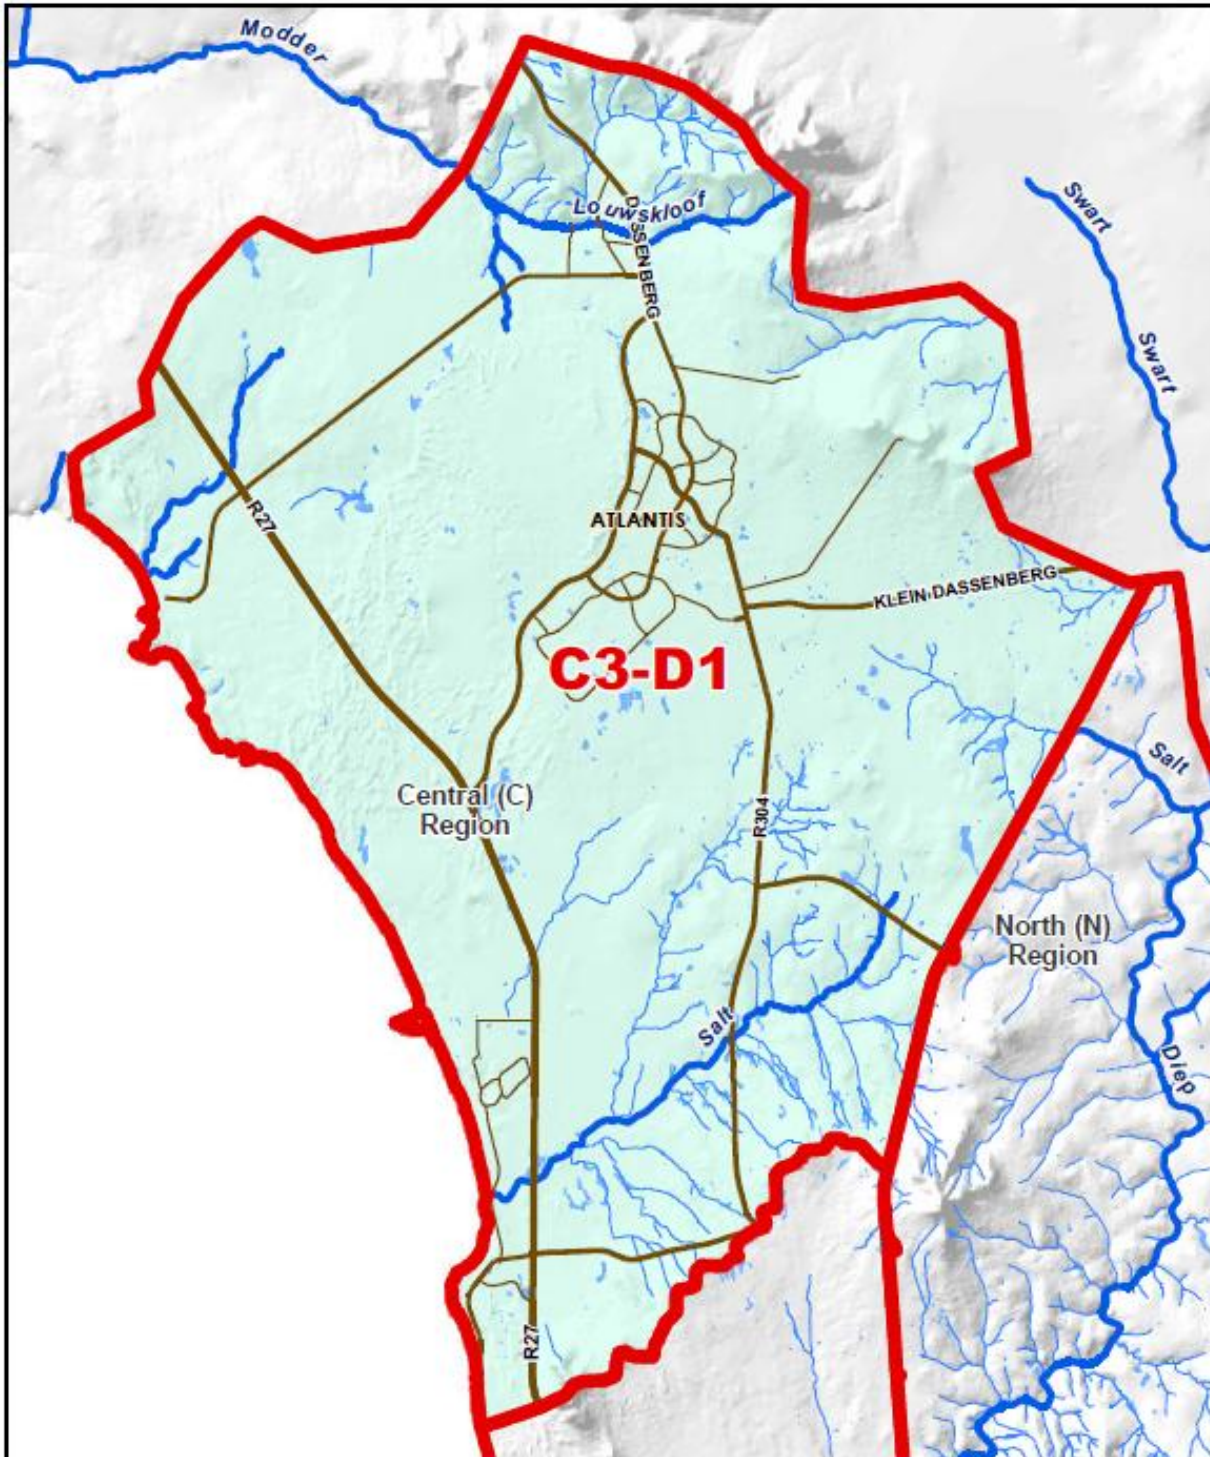 Modder
Louwskloof
DASSENBERG
Swart
Swart
R27
ATLANTIS
KLEIN DASSENBERG
C3-D1
Salt
Central (C)
Region
R304
North (N)
Region
Salt
Diep
R27